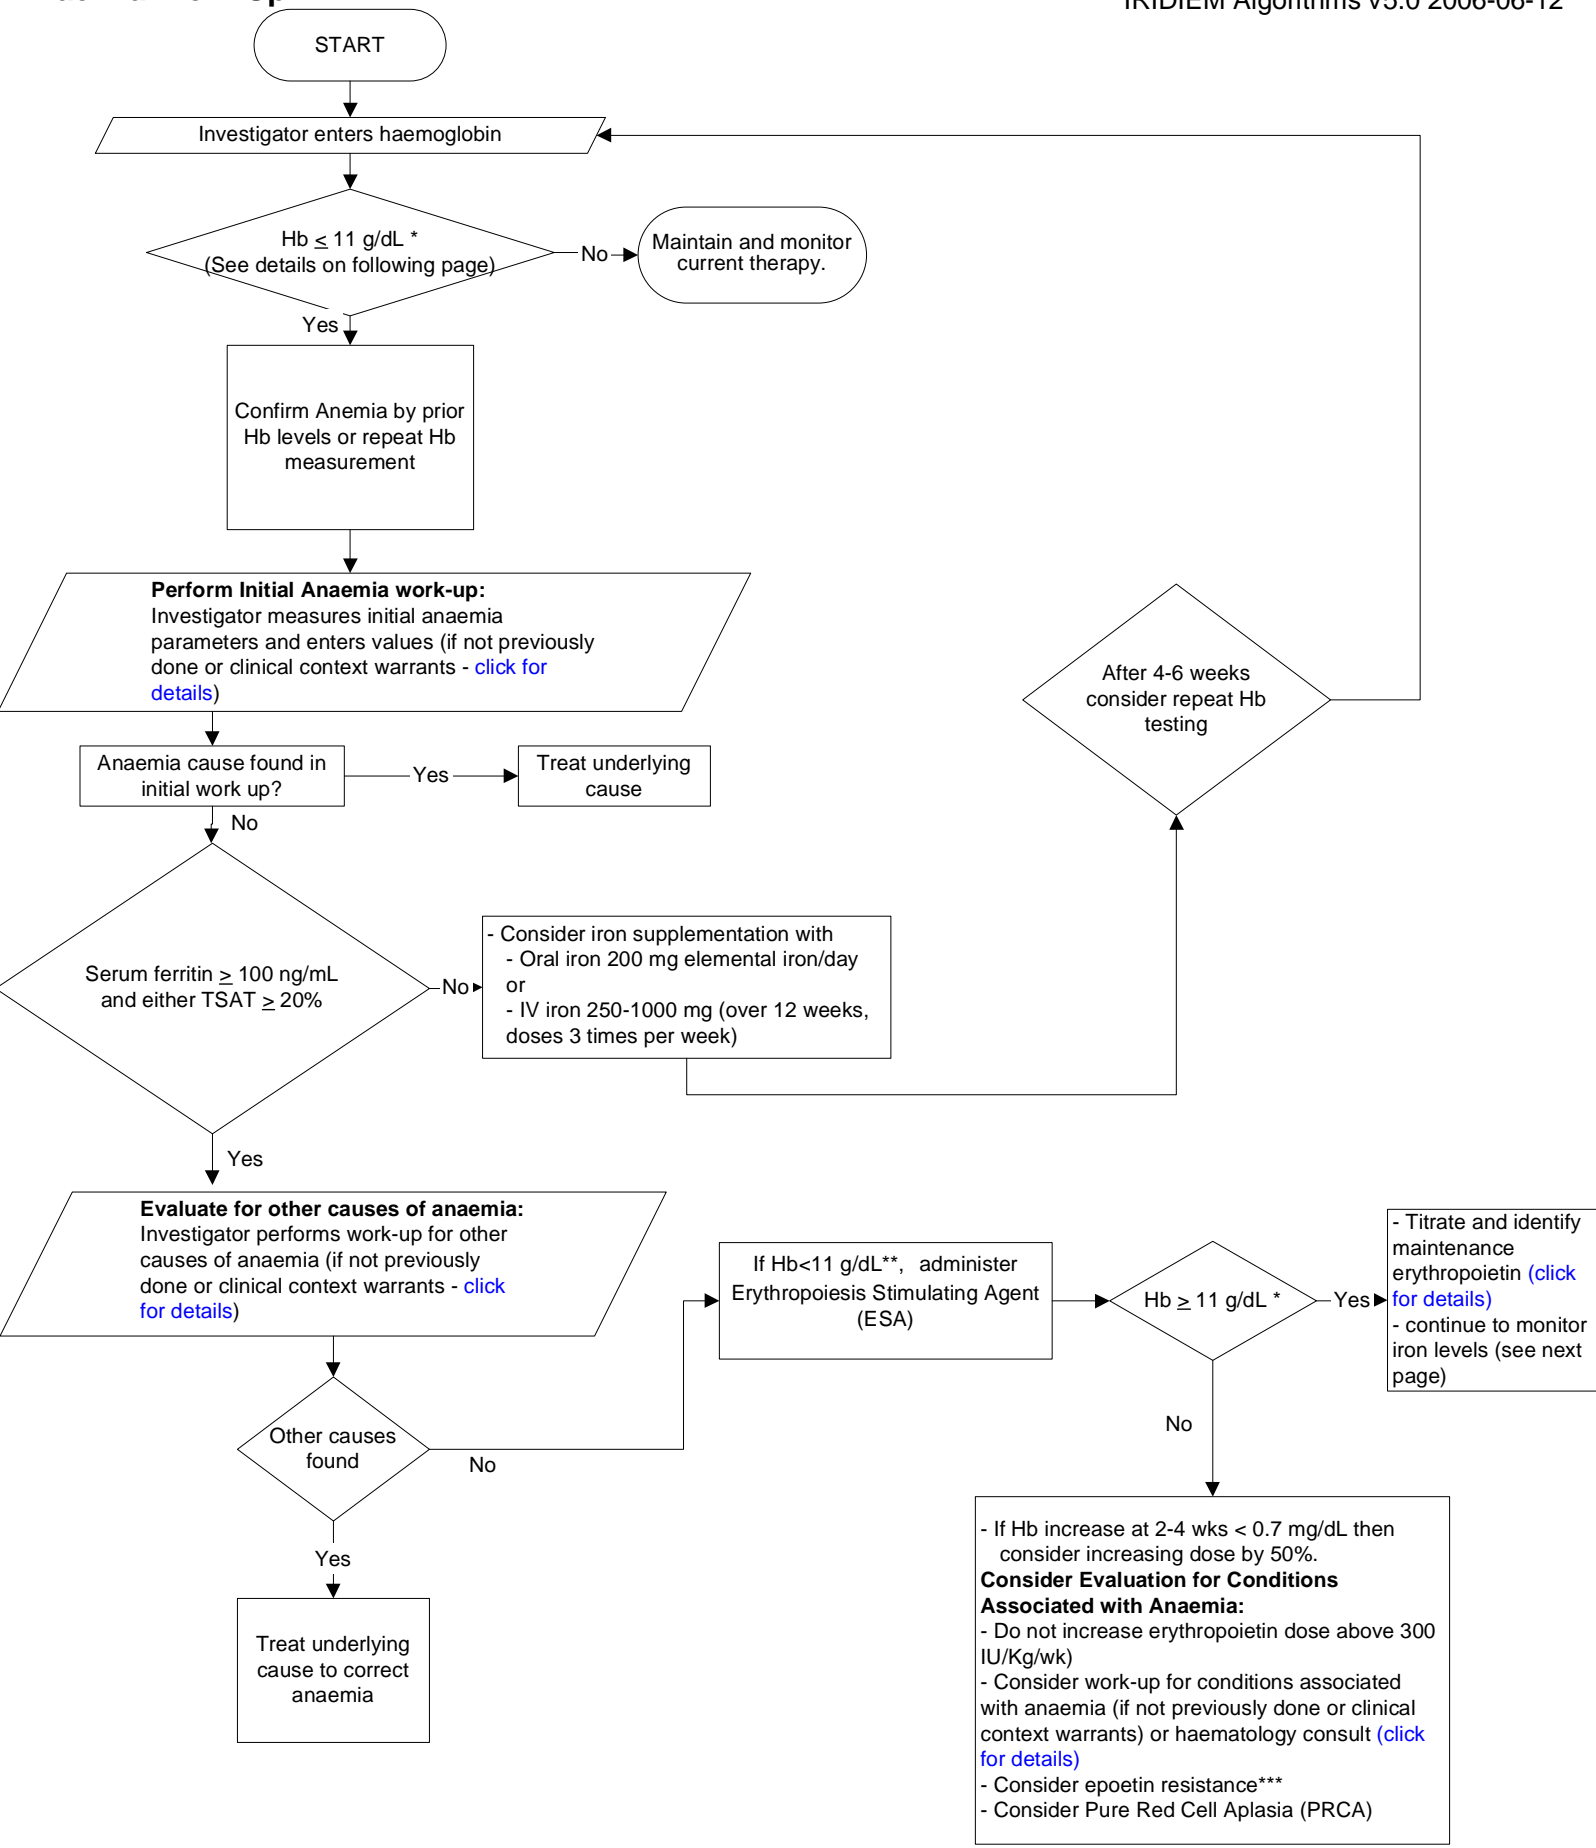 IRIDIEM Algorithms v5.0 2006-06-12
START
Investigator enters haemoglobin
Hb ≤ 11 g/dL *
(See details on following page)
No
Maintain and monitor
current therapy.
Yes
Confirm Anemia by prior
Hb levels or repeat Hb
measurement
Perform Initial Anaemia work-up:
Investigator measures initial anaemia
parameters and enters values (if not previously
done or clinical context warrants - click for
details)
After 4-6 weeks
consider repeat Hb
testing
Anaemia cause found in
initial work up?
Yes
Treat underlying
cause
No
Serum ferritin ≥ 100 ng/mL
and either TSAT ≥ 20%
No
- Consider iron supplementation with
- Oral iron 200 mg elemental iron/day
or
- IV iron 250-1000 mg (over 12 weeks,
doses 3 times per week)
Yes
Evaluate for other causes of anaemia:
Investigator performs work-up for other
causes of anaemia (if not previously
done or clinical context warrants - click
for details)
If Hb<11 g/dL**, administer
Erythropoiesis Stimulating Agent
(ESA)
Hb ≥ 11 g/dL *
Yes
- Titrate and identify
maintenance
erythropoietin (click
for details)
- continue to monitor
iron levels (see next
page)
Other causes
found
No
No
Yes
Treat underlying
cause to correct
anaemia
- If Hb increase at 2-4 wks < 0.7 mg/dL then
consider increasing dose by 50%.
Consider Evaluation for Conditions
Associated with Anaemia:
- Do not increase erythropoietin dose above 300
IU/Kg/wk)
- Consider work-up for conditions associated
with anaemia (if not previously done or clinical
context warrants) or haematology consult (click
for details)
- Consider epoetin resistance***
- Consider Pure Red Cell Aplasia (PRCA)